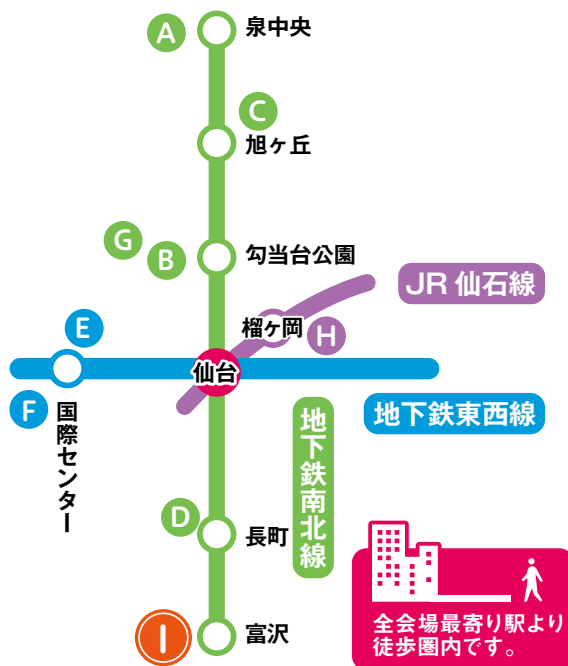 A
泉中央
C
旭ヶ丘
G
B
勾当台公園
JR 仙石線
榴ヶ岡
H
E
仙台
F
国際センター
地下鉄東西線
地下鉄南北線
D
長町
I
富沢
全会場最寄り駅より
徒歩圏内です。